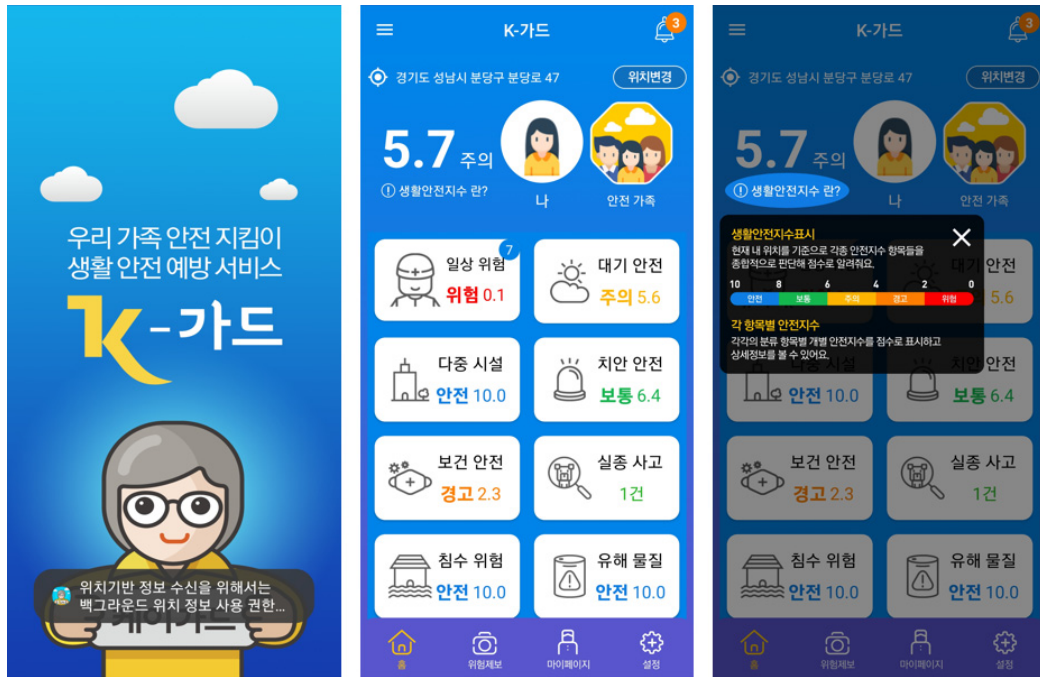 우리 가족 안전 지킴이
생활 안전 예방 서비스
K-가드
위치기반 정보 수신을 위해서는
백그라운드 위치 정보 사용 권한...
케이가드
K-가드
3
경기도 성남시 분당구 분당로 47
위치변경
5.7 주의
생활안전지수 란?
나
안전 가족
7
일상 위험
위험 0.1
대기 안전
주의 5.6
다중 시설
안전 10.0
치안 안전
보통 6.4
보건 안전
경고 2.3
실종 사고
1건
침수 위험
안전 10.0
유해 물질
안전 10.0
홈
위험제보
마이페이지
설정
K-가드
3
경기도 성남시 분당구 분당로 47
위치변경
5.7 주의
생활안전지수 란?
나
안전 가족
생활안전지수표시
현재 내 위치를 기준으로 각종 안전지수 항목들을
종합적으로 판단해 점수로 알려줘요.
10 8 6 4 2 0
안전 보통 주의 경고 위험
각 항목별 안전지수
각각의 분류 항목별 개별 안전지수를 점수로 표시하고
상세정보를 볼 수 있어요.
대기 안전
5.6
다중 시설
안전 10.0
치안 안전
보통 6.4
보건 안전
경고 2.3
실종 사고
1건
침수 위험
안전 10.0
유해 물질
안전 10.0
홈
위험제보
마이페이지
설정